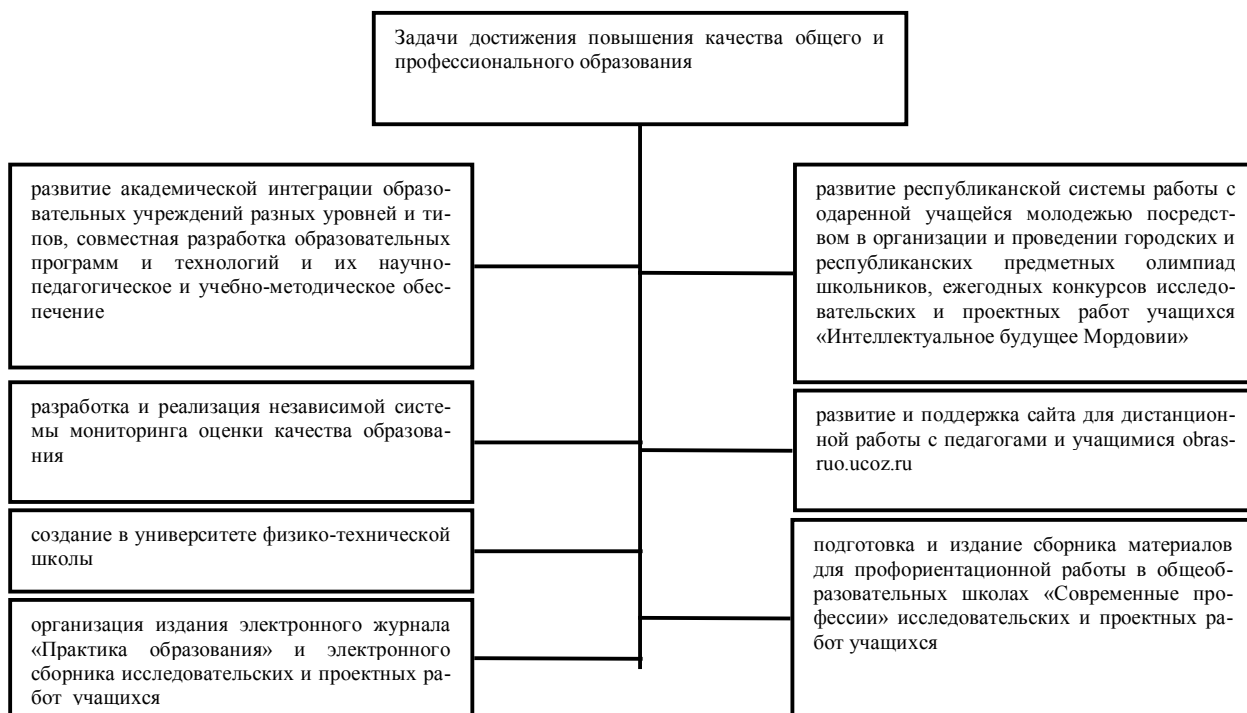 Задачи достижения повышения качества общего и
профессионального образования
развитие академической интеграции образо-
вательных учреждений разных уровней и ти-
пов, совместная разработка образовательных
программ и технологий и их научно-
педагогическое и учебно-методическое обес-
печение
разработка и реализация независимой систе-
мы мониторинга оценки качества образова-
ния
создание в университете физико-технической
школы
организация издания электронного журнала
«Практика образования» и электронного
сборника исследовательских и проектных ра-
бот учащихся
развитие республиканской системы работы с
одаренной учащейся молодежью посредст-
вом в организации и проведении городских и
республиканских предметных олимпиад
школьников, ежегодных конкурсов исследо-
вательских и проектных работ учащихся
«Интеллектуальное будущее Мордовии»
развитие и поддержка сайта для дистанцион-
ной работы с педагогами и учащимися obras-
ruo.ucoz.ru
подготовка и издание сборника материалов
для профориентационной работы в общеоб-
разовательных школах «Современные про-
фессии» исследовательских и проектных ра-
бот учащихся